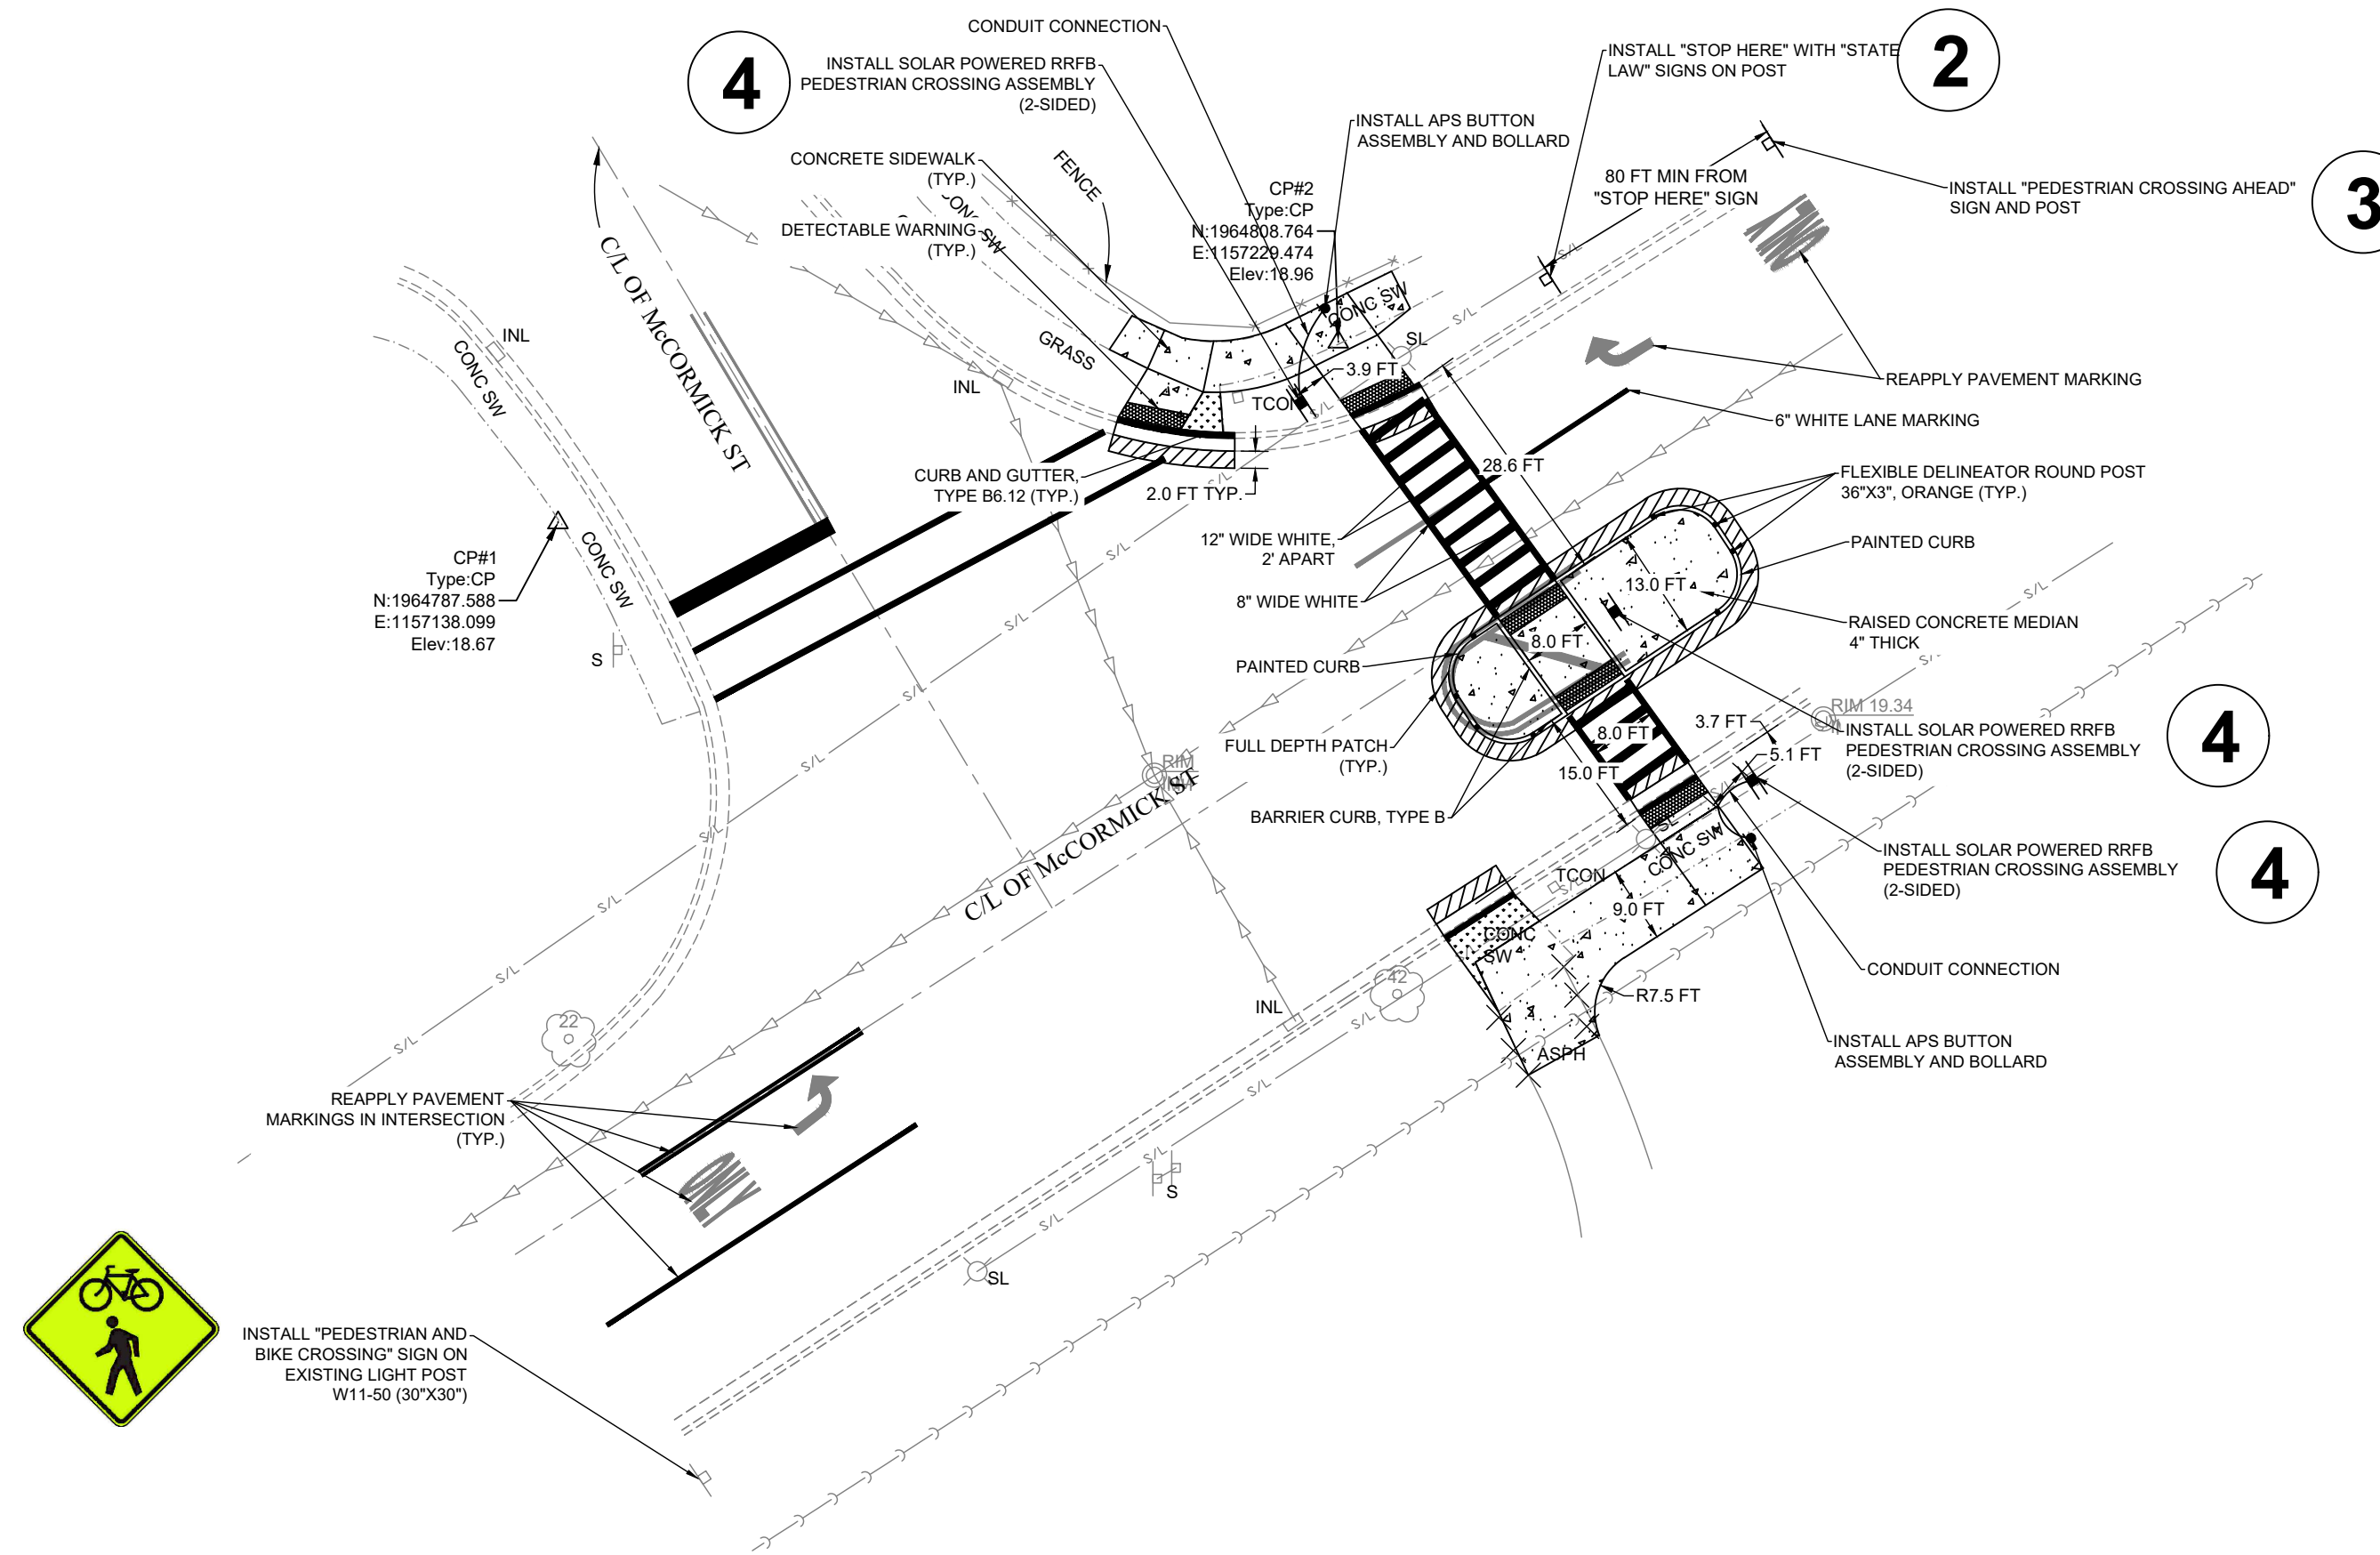 CONDUIT CONNECTION
4
INSTALL SOLAR POWERED RRFB
PEDESTRIAN CROSSING ASSEMBLY
(2-SIDED)
INSTALL "STOP HERE" WITH "STATE
LAW" SIGNS ON POST
2
INSTALL APS BUTTON
ASSEMBLY AND BOLLARD
CONCRETE SIDEWALK
(TYP.)
FENCE
CONC SW
DETECTABLE WARNING
(TYP.)
CP#2
Type:CP
N:1964808.764
E:1157229.474
Elev:18.96
80 FT MIN FROM
"STOP HERE" SIGN
INSTALL "PEDESTRIAN CROSSING AHEAD"
SIGN AND POST
3
ONLY
S/L
C/L OF McCORMICK ST
INL
CONC SW
GRASS
INL
CONC SW
S/L
SL
3.9 FT
TCON
S/L
REAPPLY PAVEMENT MARKING
6" WHITE LANE MARKING
28.6 FT
FLEXIBLE DELINEATOR ROUND POST
36"X3", ORANGE (TYP.)
CURB AND GUTTER,
TYPE B6.12 (TYP.)
2.0 FT TYP.
S/L
12" WIDE WHITE,
2' APART
PAINTED CURB
CP#1
Type:CP
N:1964787.588
E:1157138.099
Elev:18.67
CONC SW
S/L
8" WIDE WHITE
13.0 FT
S/L
RAISED CONCRETE MEDIAN
4" THICK
S/L
S
8.0 FT
PAINTED CURB
S/L
S/L
RIM 19.34
3.7 FT
INSTALL SOLAR POWERED RRFB
PEDESTRIAN CROSSING ASSEMBLY
(2-SIDED)
4
8.0 FT
FULL DEPTH PATCH
(TYP.)
5.1 FT
15.0 FT
S/L
RIM
C/L OF McCORMICK ST
BARRIER CURB, TYPE B
S/L
S/L
SL
CONC SW
INSTALL SOLAR POWERED RRFB
PEDESTRIAN CROSSING ASSEMBLY
(2-SIDED)
4
TCON
S/L
S/L
9.0 FT
CONC
SW
CONDUIT CONNECTION
S/L
42
R7.5 FT
INL
S/L
22
S/L
INSTALL APS BUTTON
ASSEMBLY AND BOLLARD
ASPH
S/L
REAPPLY PAVEMENT
MARKINGS IN INTERSECTION
(TYP.)
ONLY
S/L
S
S/L
SL
INSTALL "PEDESTRIAN AND
BIKE CROSSING" SIGN ON
EXISTING LIGHT POST
W11-50 (30"X30")